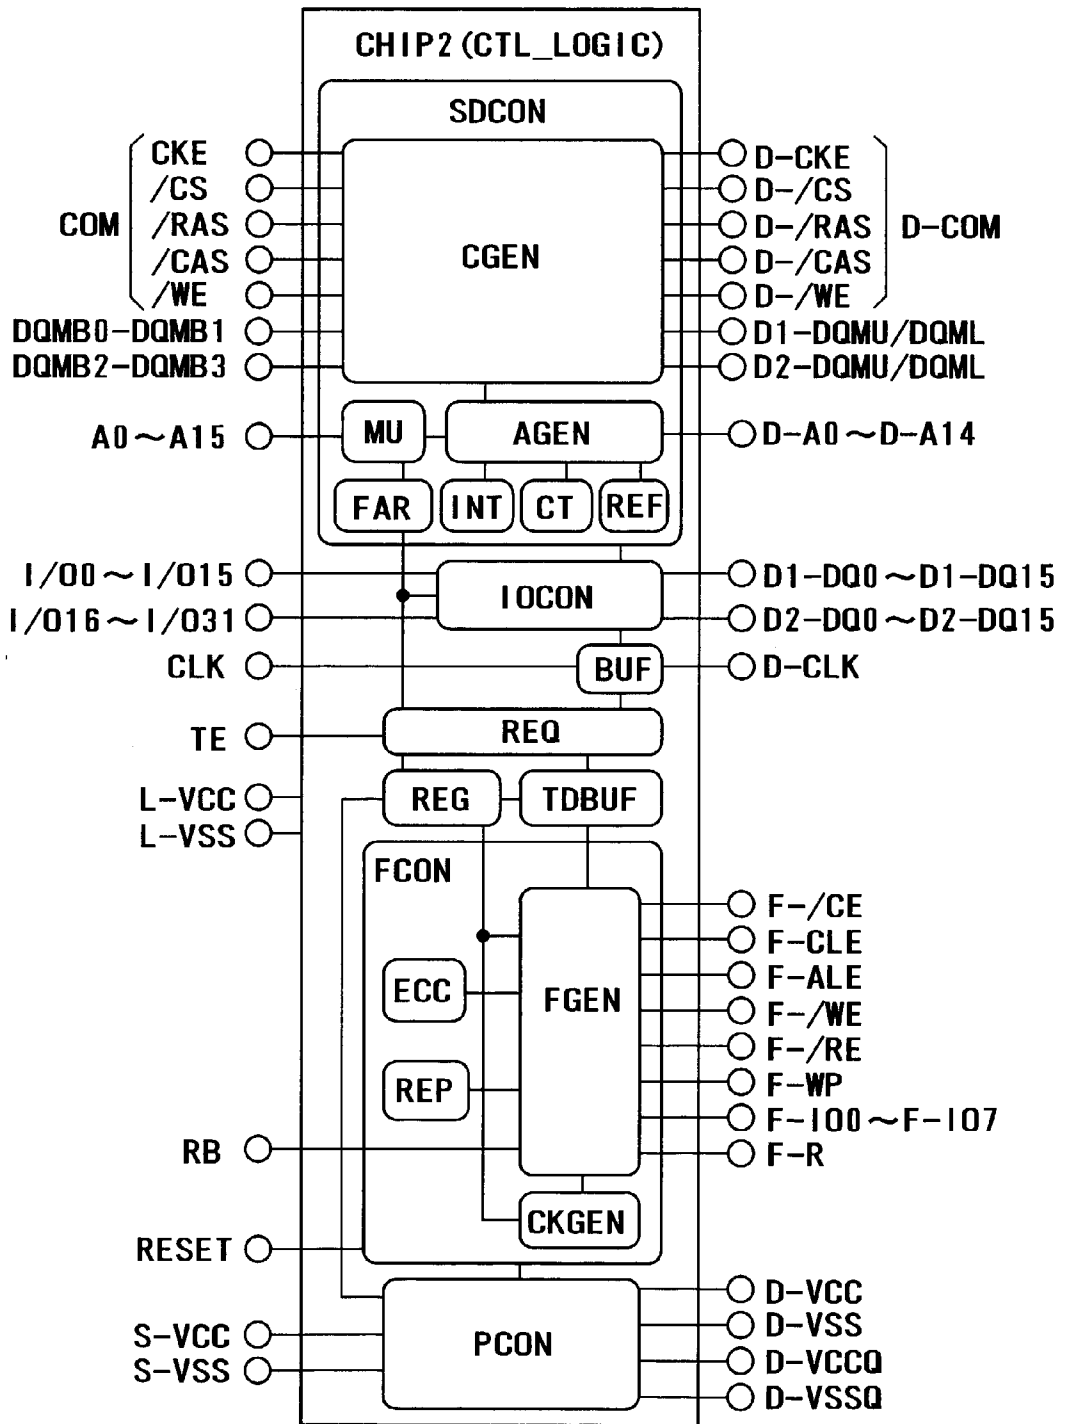 CHIP2(CTL_LOGIC)
SDCON
CKE
/CS
/RAS
/CAS
/WE
COM
DQMB0-DQMB1
DQMB2-DQMB3
CGEN
D-CKE
D-/CS
D-/RAS
D-/CAS
D-/WE
D-COM
D1-DQMU/DQML
D2-DQMU/DQML
A0~A15
MU
AGEN
D-A0~D-A14
FAR
INT
CT
REF
I/O0~I/O15
I/O16~I/O31
IOCON
D1-DQ0~D1-DQ15
D2-DQ0~D2-DQ15
CLK
BUF
D-CLK
TE
REQ
L-VCC
L-VSS
REG
TDBUF
FCON
ECC
REP
FGEN
F-/CE
F-CLE
F-ALE
F-/WE
F-/RE
F-WP
F-IO0~F-IO7
F-R
RB
CKGEN
RESET
S-VCC
S-VSS
PCON
D-VCC
D-VSS
D-VCCQ
D-VSSQ